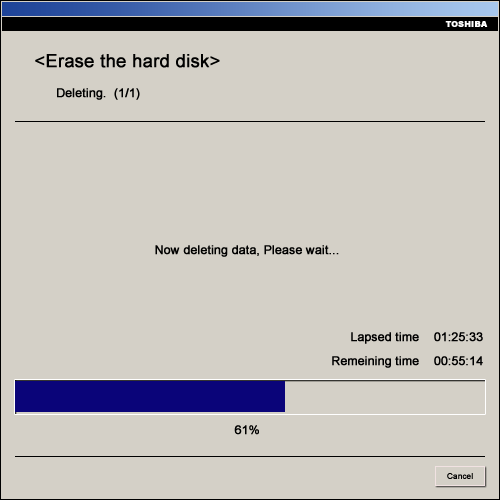 TOSHIBA
<Erase the hard disk>
Deleting. (1/1)
Now deleting data, Please wait...
Lapsed time 01:25:33
Remeining time 00:55:14
61%
Cancel